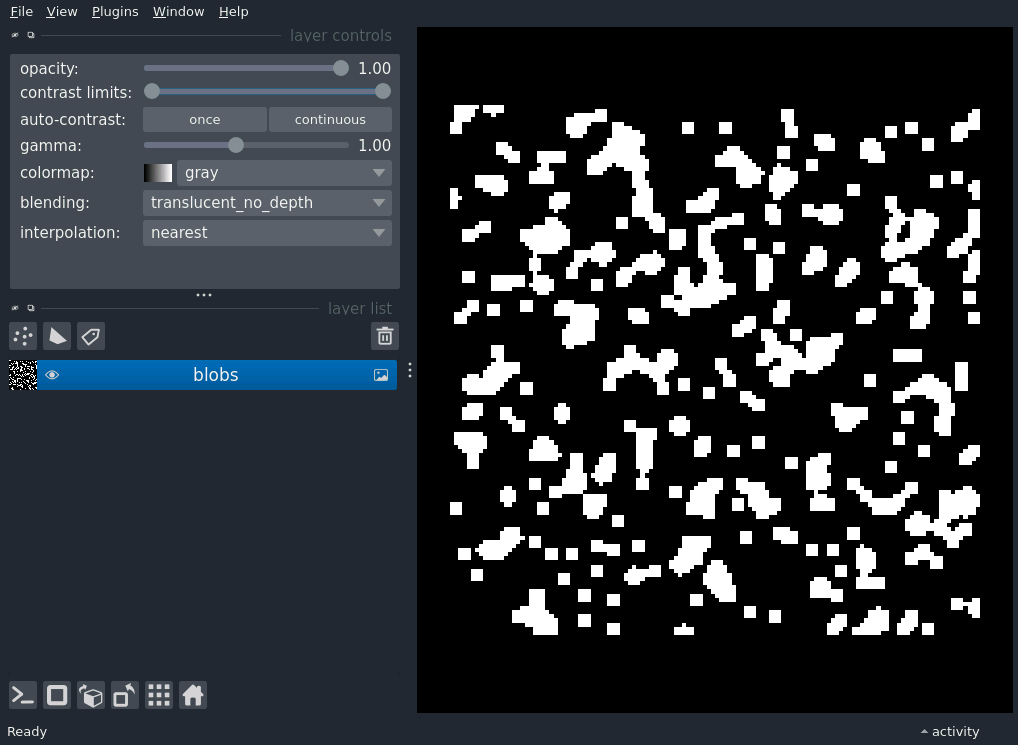 File View Plugins Window Help
layer controls
opacity: 1.00
contrast limits:
auto-contrast: once continuous
gamma: 1.00
colormap: gray
blending: translucent_no_depth
interpolation: nearest
layer list
blobs
Ready
activity